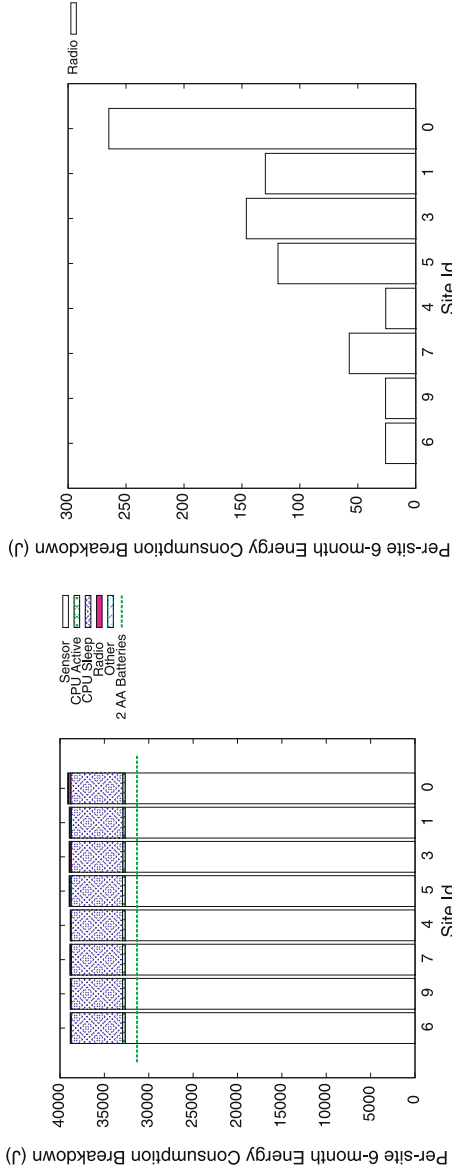 Per-site 6-month Energy Consumption Breakdown (J)
40000
35000
30000
25000
20000
15000
10000
5000
0
6 9 7 4 5 3 1 0
Site Id
Sensor
CPU Active
CPU Sleep
Radio
Other
2 AA Batteries
Per-site 6-month Energy Consumption Breakdown (J)
300
250
200
150
100
50
0
6 9 7 4 5 3 1 0
Site Id
Radio